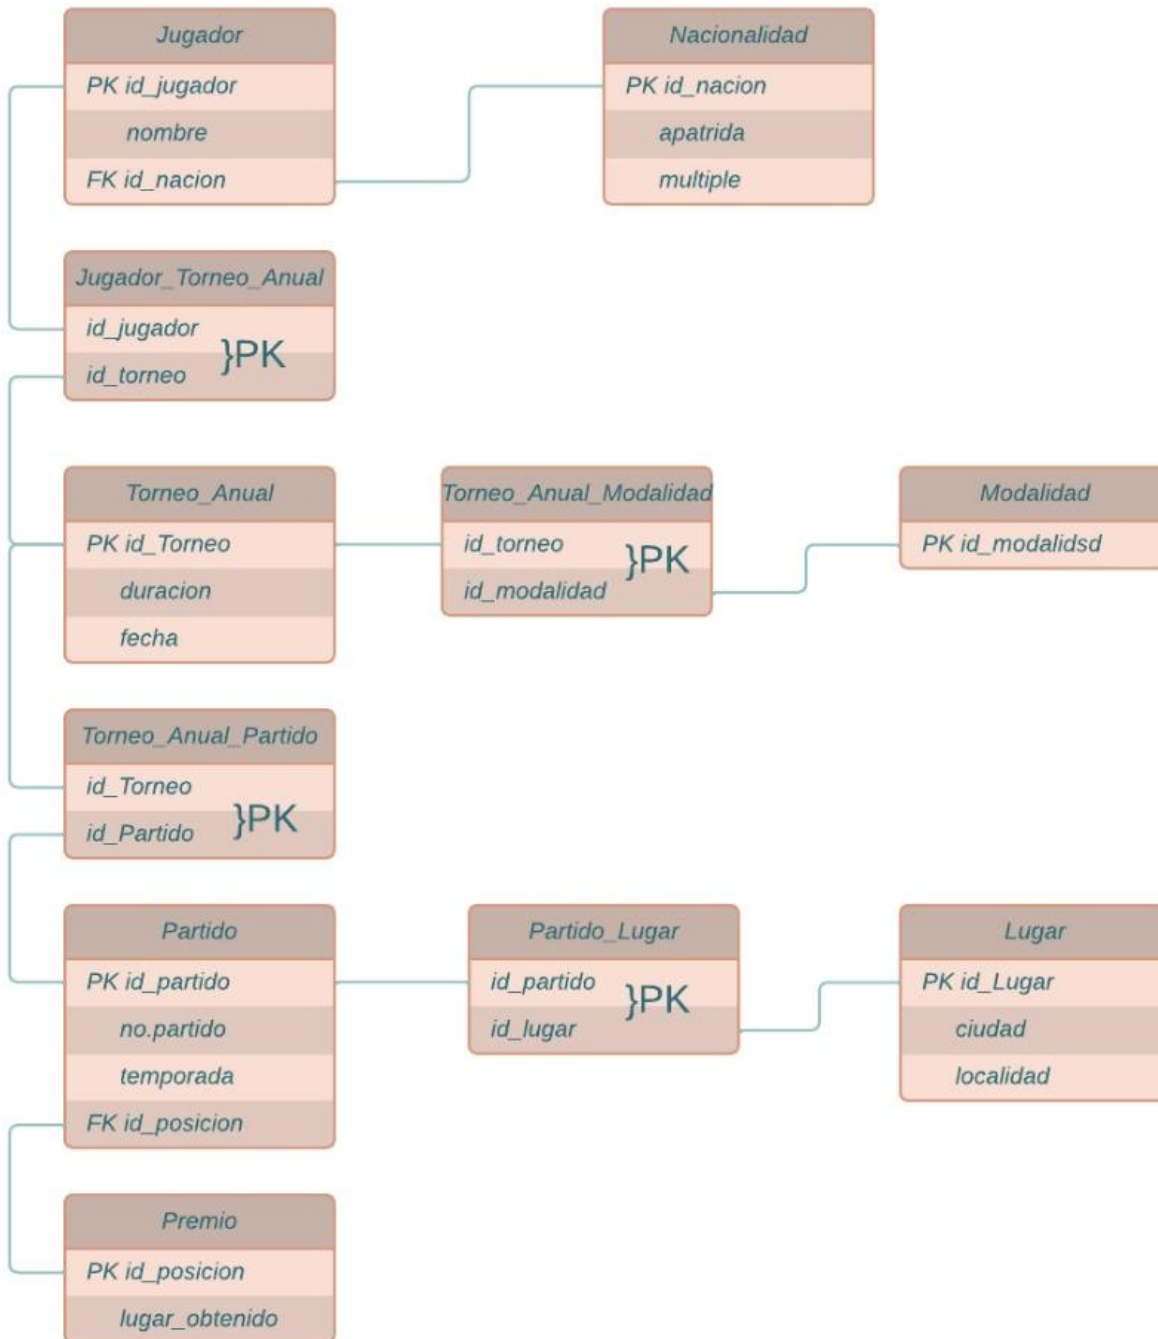 Jugador
PK id_jugador
nombre
FK id_nacion
Nacionalidad
PK id_nacion
apatrida
multiple
Jugador_Torneo_Anual
id_jugador
id_torneo
}PK
Torneo_Anual
PK id_Torneo
duracion
fecha
Torneo_Anual_Modalidad
id_torneo
id_modalidad
}PK
Modalidad
PK id_modalidsd
Torneo_Anual_Partido
id_Torneo
id_Partido
}PK
Partido
PK id_partido
no.partido
temporada
FK id_posicion
Partido_Lugar
id_partido
id_lugar
}PK
Lugar
PK id_Lugar
ciudad
localidad
Premio
PK id_posicion
lugar_obtenido